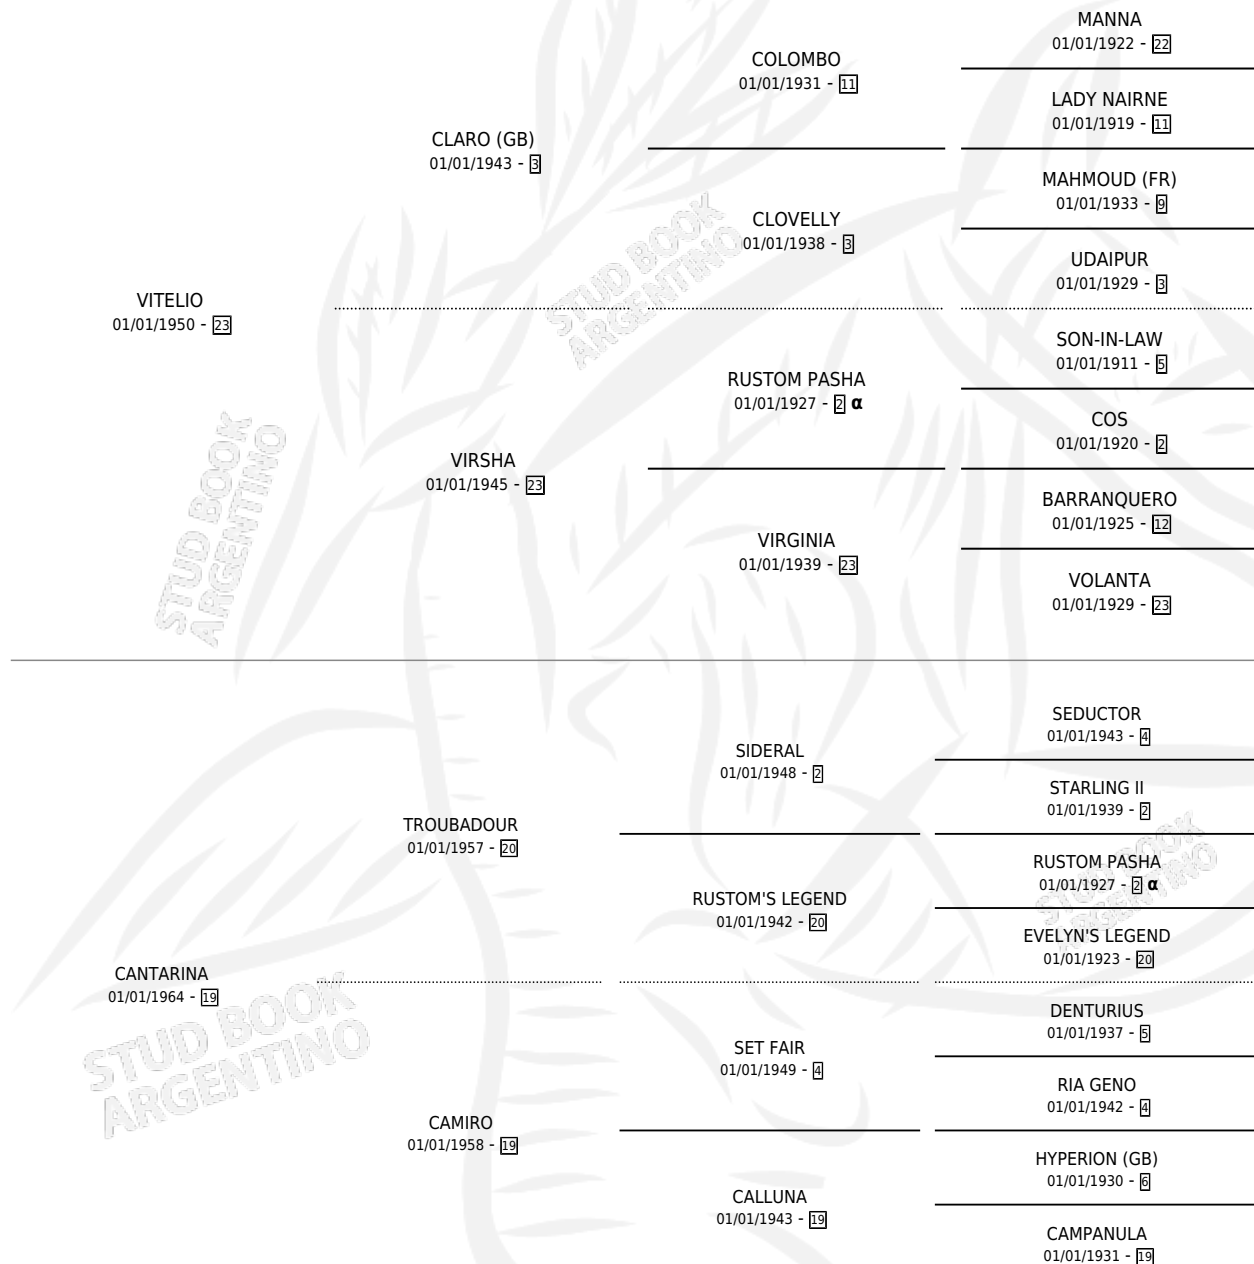 MANNA
01/01/1922 - 22
COLOMBO
01/01/1931 - 11
LADY NAIRNE
01/01/1919 - 11
CLARO (GB)
01/01/1943 - 3
MAHMOUD (FR)
01/01/1933 - 9
CLOVELLY
01/01/1938 - 3
UDAIPUR
01/01/1929 - 3
STUD BOOK
ARGENTINO
VITELIO
01/01/1950 - 23
SON-IN-LAW
01/01/1911 - 5
RUSTOM PASHA
01/01/1927 - 2 α
COS
01/01/1920 - 2
VIRSHA
01/01/1945 - 23
BARRANQUERO
01/01/1925 - 12
VIRGINIA
01/01/1939 - 23
VOLANTA
01/01/1929 - 23
STUD BOOK
ARGENTINO
SEDUCTOR
01/01/1943 - 4
SIDERAL
01/01/1948 - 2
STARLING II
01/01/1939 - 2
TROUBADOUR
01/01/1957 - 20
RUSTOM PASHA
01/01/1927 - 2 α
STUD BOOK
ARGENTINO
RUSTOM'S LEGEND
01/01/1942 - 20
EVELYN'S LEGEND
01/01/1923 - 20
CANTARINA
01/01/1964 - 19
STUD BOOK
ARGENTINO
DENTURIUS
01/01/1937 - 5
SET FAIR
01/01/1949 - 4
RIA GENO
01/01/1942 - 4
CAMIRO
01/01/1958 - 19
HYPERION (GB)
01/01/1930 - 6
CALLUNA
01/01/1943 - 19
CAMPANULA
01/01/1931 - 19